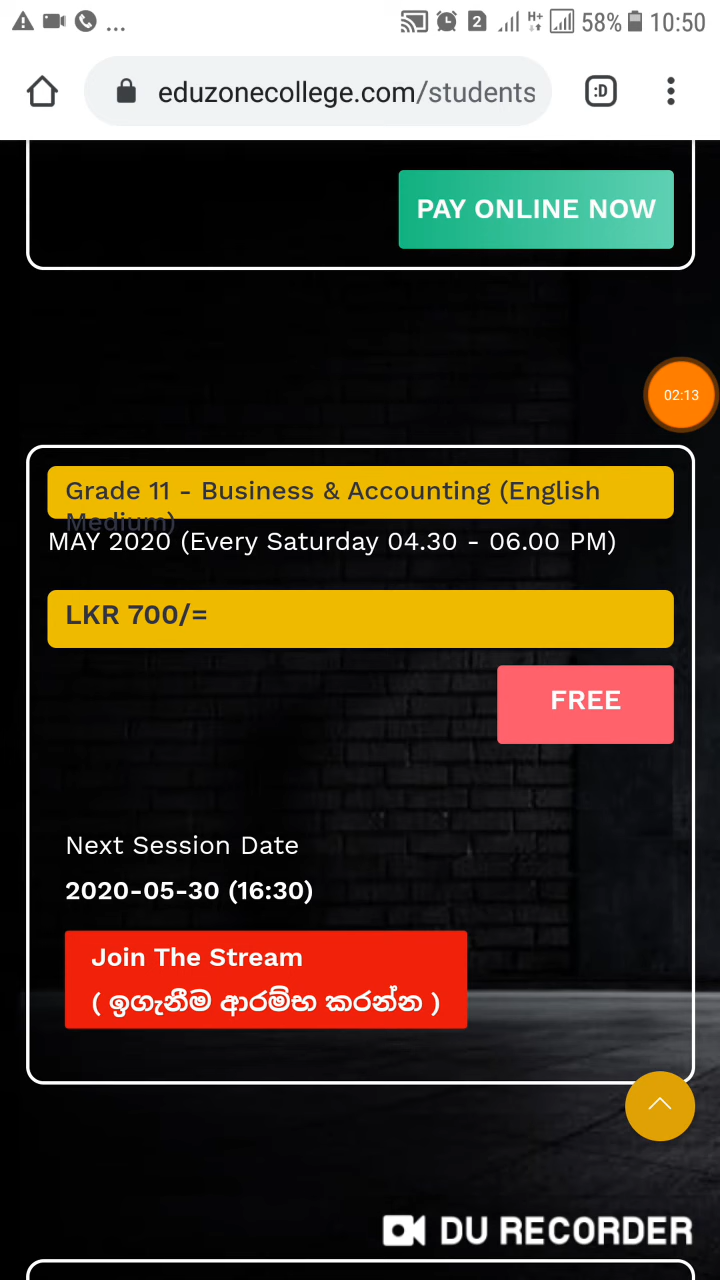 ... 2 H+ 58% 10:50
eduzonecollege.com/students
:D
PAY ONLINE NOW
02:13
Grade 11 - Business & Accounting (English
Medium)
MAY 2020 (Every Saturday 04.30 - 06.00 PM)
LKR 700/=
FREE
Next Session Date
2020-05-30 (16:30)
Join The Stream
( ඉගැනීම ආරම්භ කරන්න )
DU RECORDER